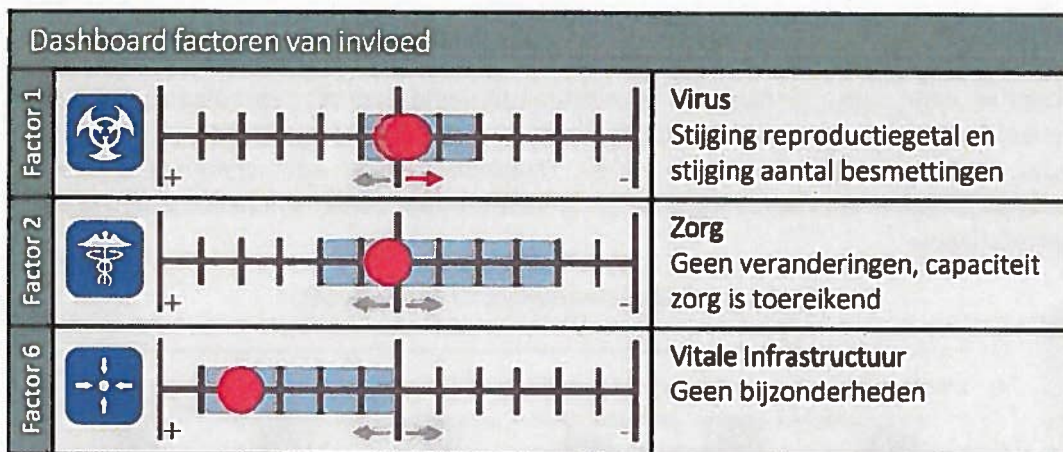 Dashboard factoren van invloed
Factor 1
+
-
Virus
Stijging reproductiegetal en
stijging aantal besmettingen
Factor 2
+
-
Zorg
Geen veranderingen, capaciteit
zorg is toereikend
Factor 6
+
-
Vitale Infrastructuur
Geen bijzonderheden